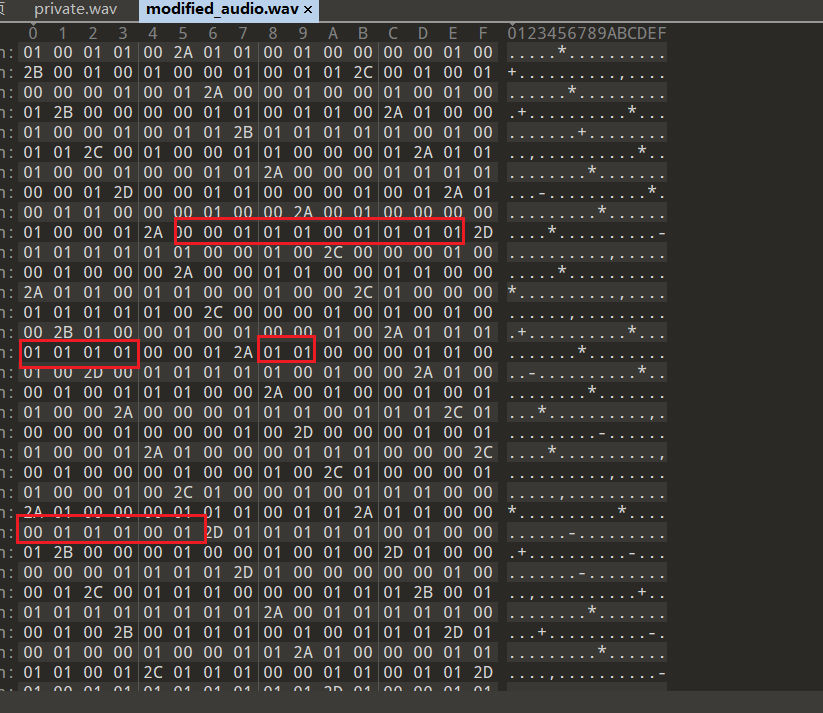 private.wav modified_audio.wav ×
0 1 2 3 4 5 6 7 8 9 A B C D E F 0123456789ABCDEF
h: 01 00 01 01 00 2A 01 01 00 01 00 00 00 00 01 00 .....*..........
h: 2B 00 01 00 01 00 00 01 00 01 01 2C 00 01 00 01 +..........,....
h: 00 00 00 01 00 01 2A 00 00 01 00 00 01 00 01 00 ......*.........
h: 01 2B 00 00 00 00 01 01 00 01 01 00 2A 01 00 00 .+..........*...
h: 01 00 00 01 00 01 01 2B 01 01 01 01 01 00 01 00 .......+........
h: 01 01 2C 00 01 00 00 01 01 00 00 00 01 2A 01 01 ..,..........*..
h: 01 00 00 01 00 00 01 01 2A 00 00 00 01 01 01 01 ........*.......
h: 00 00 01 2D 00 01 01 00 00 00 00 01 00 01 2A 01 ...-..........*.
h: 00 01 01 00 00 00 01 00 00 2A 00 01 00 00 00 00 .........*......
h: 01 00 00 01 2A 00 00 01 01 01 00 01 01 01 01 2D ....*..........-
h: 01 01 01 01 01 01 00 00 01 00 2C 00 00 01 00 00 ..........,.....
h: 00 01 00 00 00 2A 00 00 01 01 00 01 00 00 01 00 .....*..........
h: 2A 01 01 00 01 01 00 00 01 00 00 2C 01 00 00 00 *..........,....
h: 01 01 01 01 01 00 2C 00 00 00 01 00 01 01 00 00 ......,.........
h: 00 2B 01 00 00 01 00 01 00 00 01 00 2A 01 01 01 .+..........*...
h: 01 01 01 01 00 00 01 2A 01 01 00 00 00 01 01 00 .......*........
h: 01 00 2D 00 01 01 01 01 01 00 00 00 00 2A 01 00 ..-..........*..
h: 00 01 00 01 01 01 00 00 2A 00 01 00 00 01 00 01 ........*.......
h: 01 00 00 2A 00 00 01 01 01 00 01 00 01 01 2C 01 ...*..........,.
h: 00 00 00 01 00 00 00 01 00 2D 00 00 00 01 00 01 .........-......
h: 01 00 00 01 2A 01 00 00 01 00 01 01 01 00 00 2C ....*..........,
h: 00 01 00 00 01 00 00 01 00 01 2C 00 01 00 00 01 ..........,.....
h: 01 00 00 01 00 2C 01 00 00 00 00 01 01 01 00 00 .....,..........
h: 2A 01 00 00 00 01 01 00 00 01 01 2A 01 01 00 00 *..........*....
h: 00 01 01 01 00 01 2D 01 01 01 01 01 01 00 01 00 ......-.........
h: 01 2B 00 00 00 01 00 00 01 00 01 00 2D 00 01 00 .+..........-...
h: 00 00 00 01 01 01 01 2D 01 00 00 00 00 00 01 00 .......-........
h: 00 01 2C 00 01 01 01 00 00 00 00 01 01 2B 00 01 ..,..........+..
h: 01 01 01 01 01 01 01 01 2A 00 01 01 01 01 01 00 ........*.......
h: 00 01 00 2B 00 01 01 01 00 01 00 01 01 01 2D 01 ...+..........-.
h: 00 01 00 00 01 00 00 01 01 2A 01 00 00 00 01 00 .........*......
h: 01 01 00 01 2C 01 01 00 00 00 01 01 00 01 01 2D ....,..........-